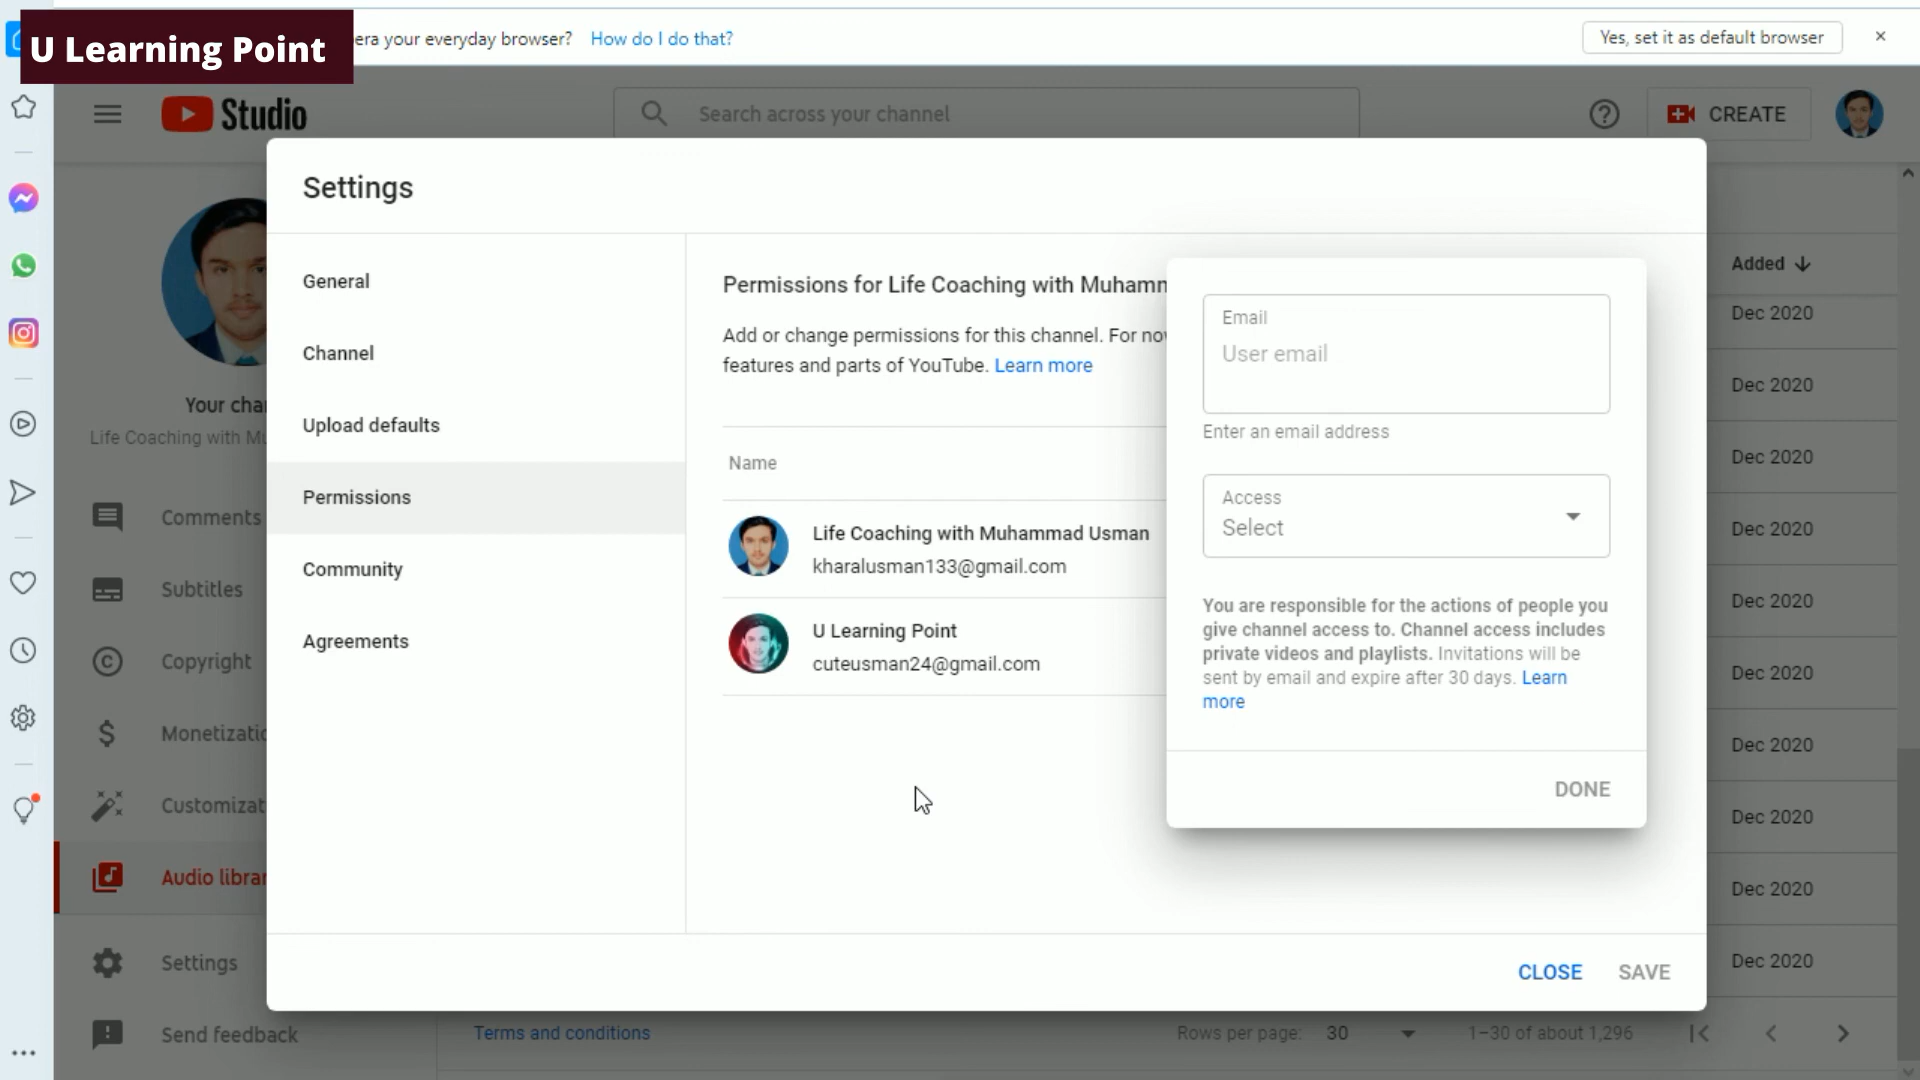 U Learning Point
era your everyday browser? How do I do that?
Yes, set it as default browser
Studio
Search across your channel
CREATE
Settings
General
Channel
Upload defaults
Permissions
Community
Agreements
Permissions for Life Coaching with Muhamm
Add or change permissions for this channel. For nov
features and parts of YouTube. Learn more
Name
Life Coaching with Muhammad Usman
kharalusman133@gmail.com
U Learning Point
cuteusman24@gmail.com
Email
User email
Enter an email address
Access
Select
You are responsible for the actions of people you
give channel access to. Channel access includes
private videos and playlists. Invitations will be
sent by email and expire after 30 days. Learn
more
DONE
CLOSE
SAVE
Your cha
Life Coaching with Mu
Comments
Subtitles
Copyright
Monetizatio
Customizat
Audio librar
Settings
Send feedback
Added
Dec 2020
Dec 2020
Dec 2020
Dec 2020
Dec 2020
Dec 2020
Dec 2020
Dec 2020
Dec 2020
Dec 2020
Terms and conditions
Rows per page: 30
1–30 of about 1,296